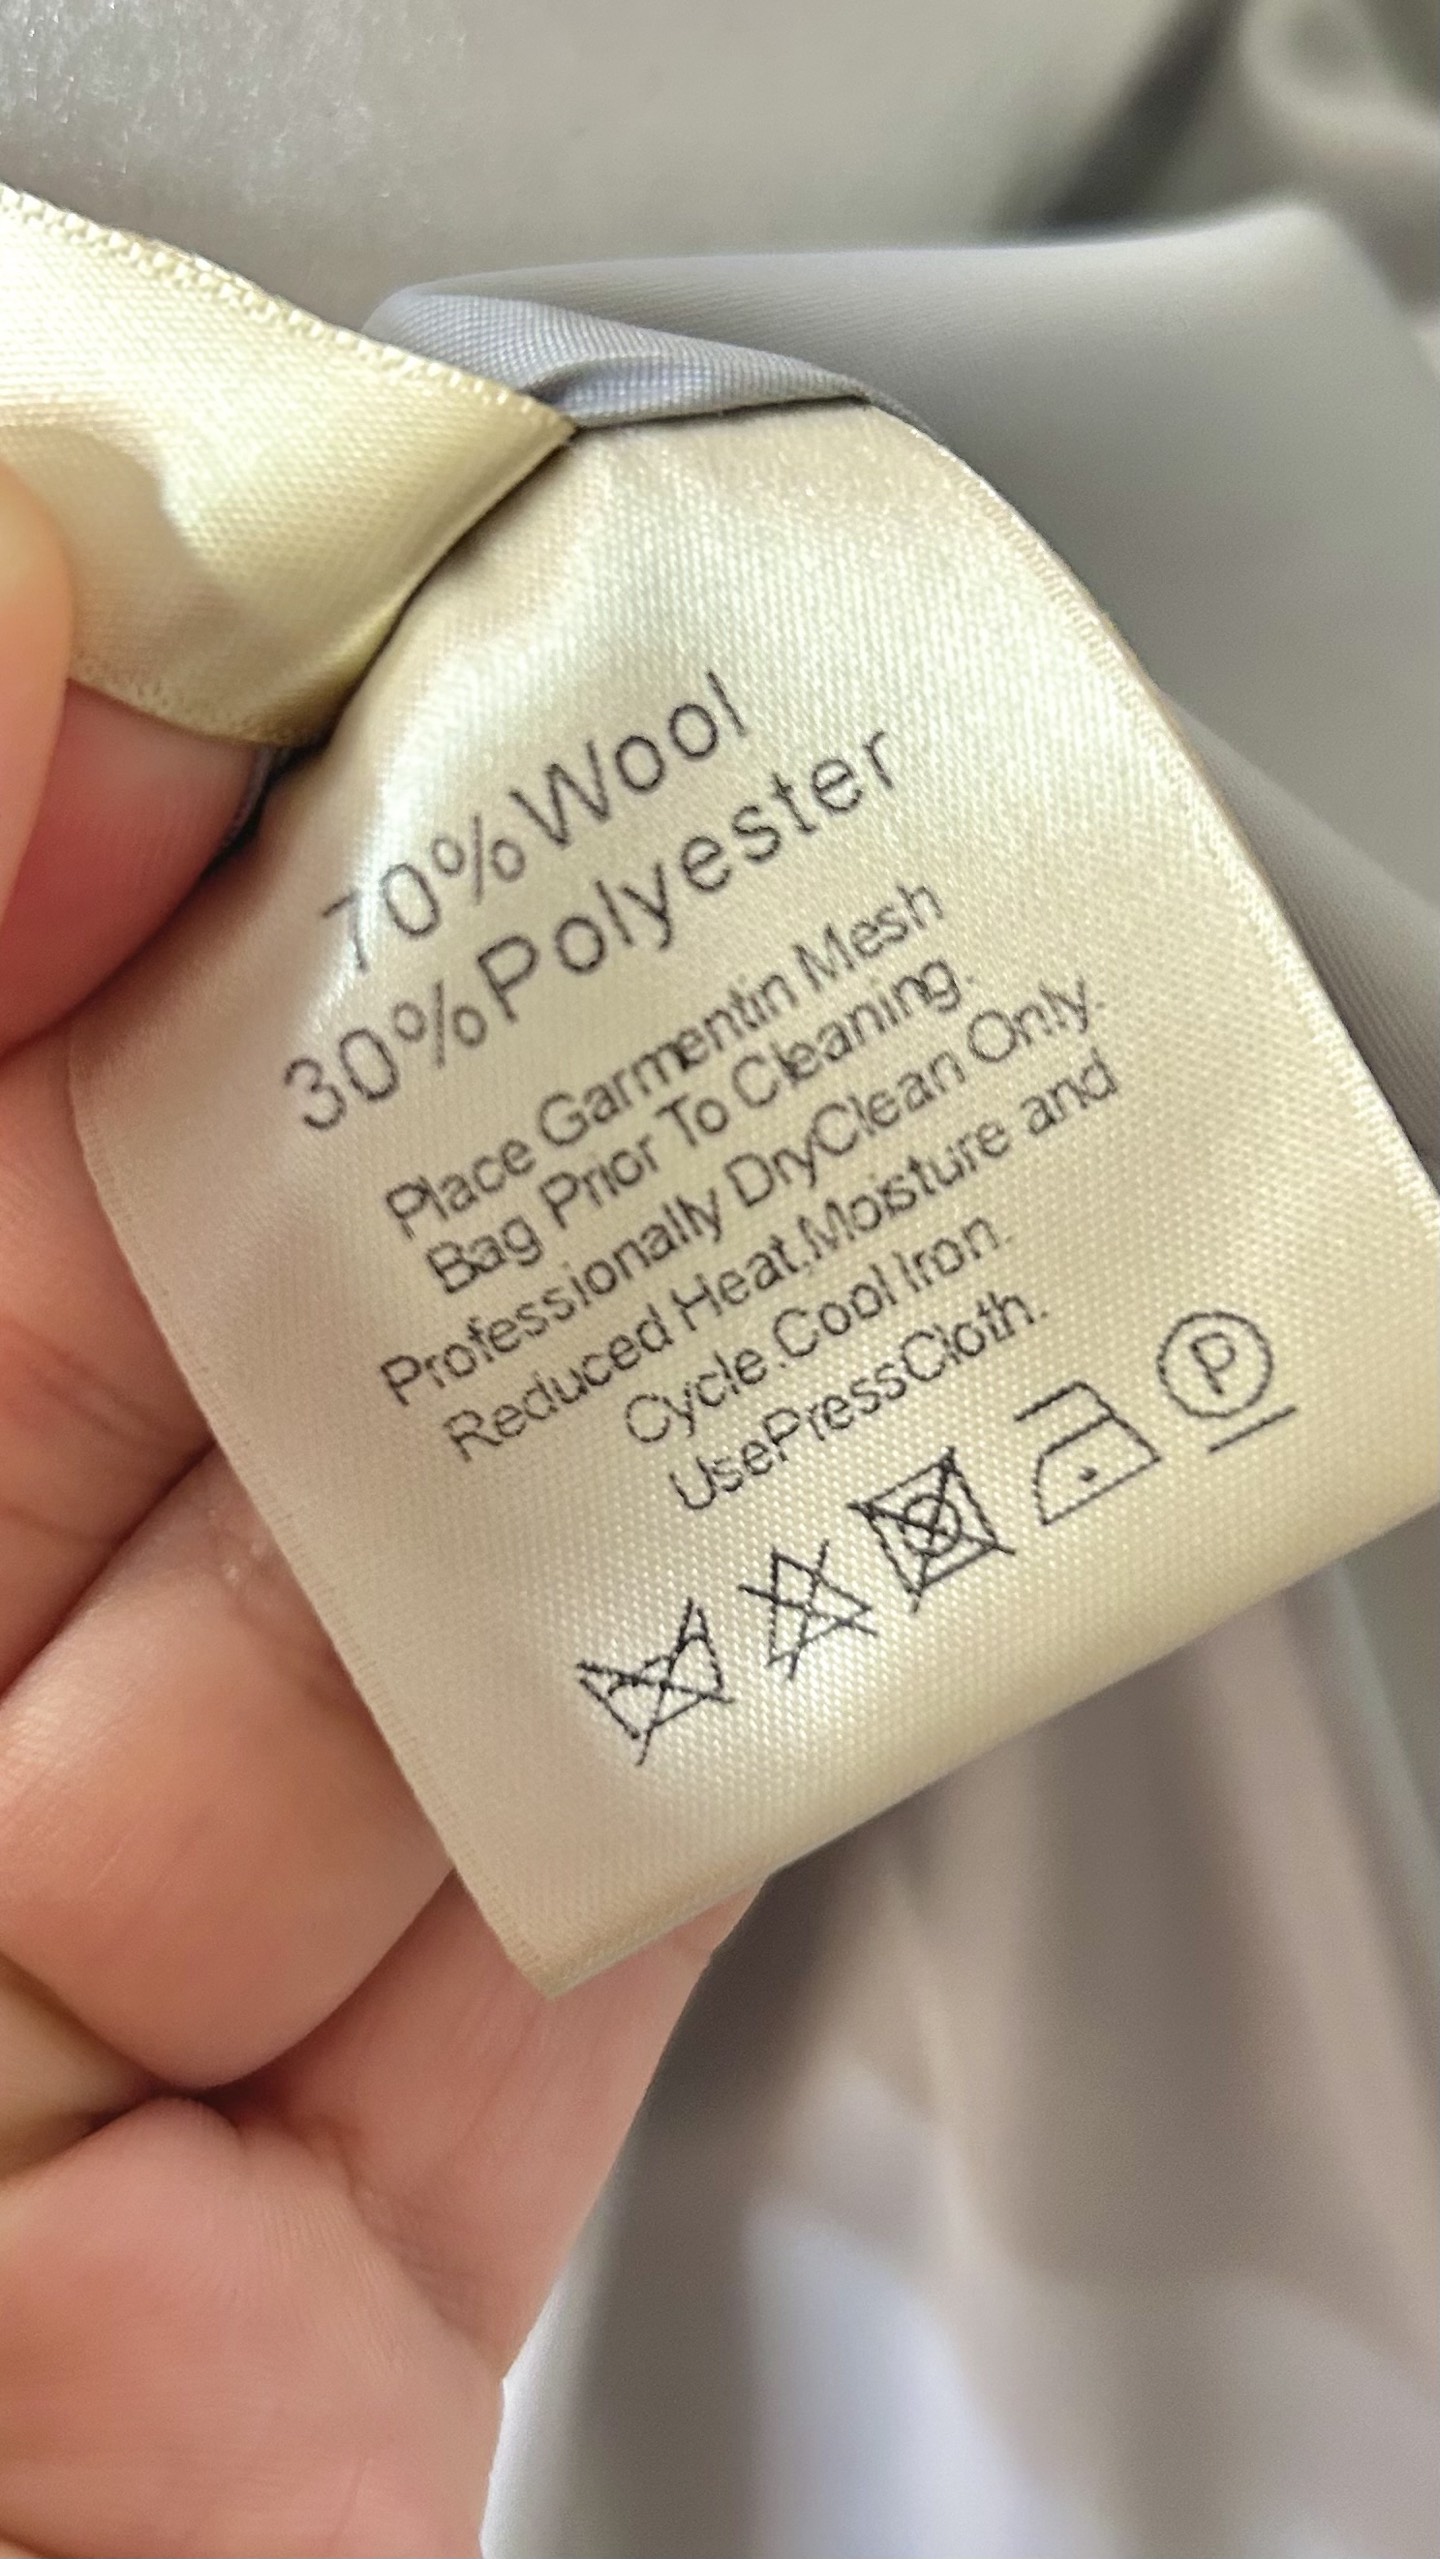 70%Wool
30%Polyester
Place Garmentin Mesh
Bag Prior To Cleaning.
Professionally DryClean Only.
Reduced Heat,Moisture and
Cycle.Cool Iron.
UsePressCloth.
P